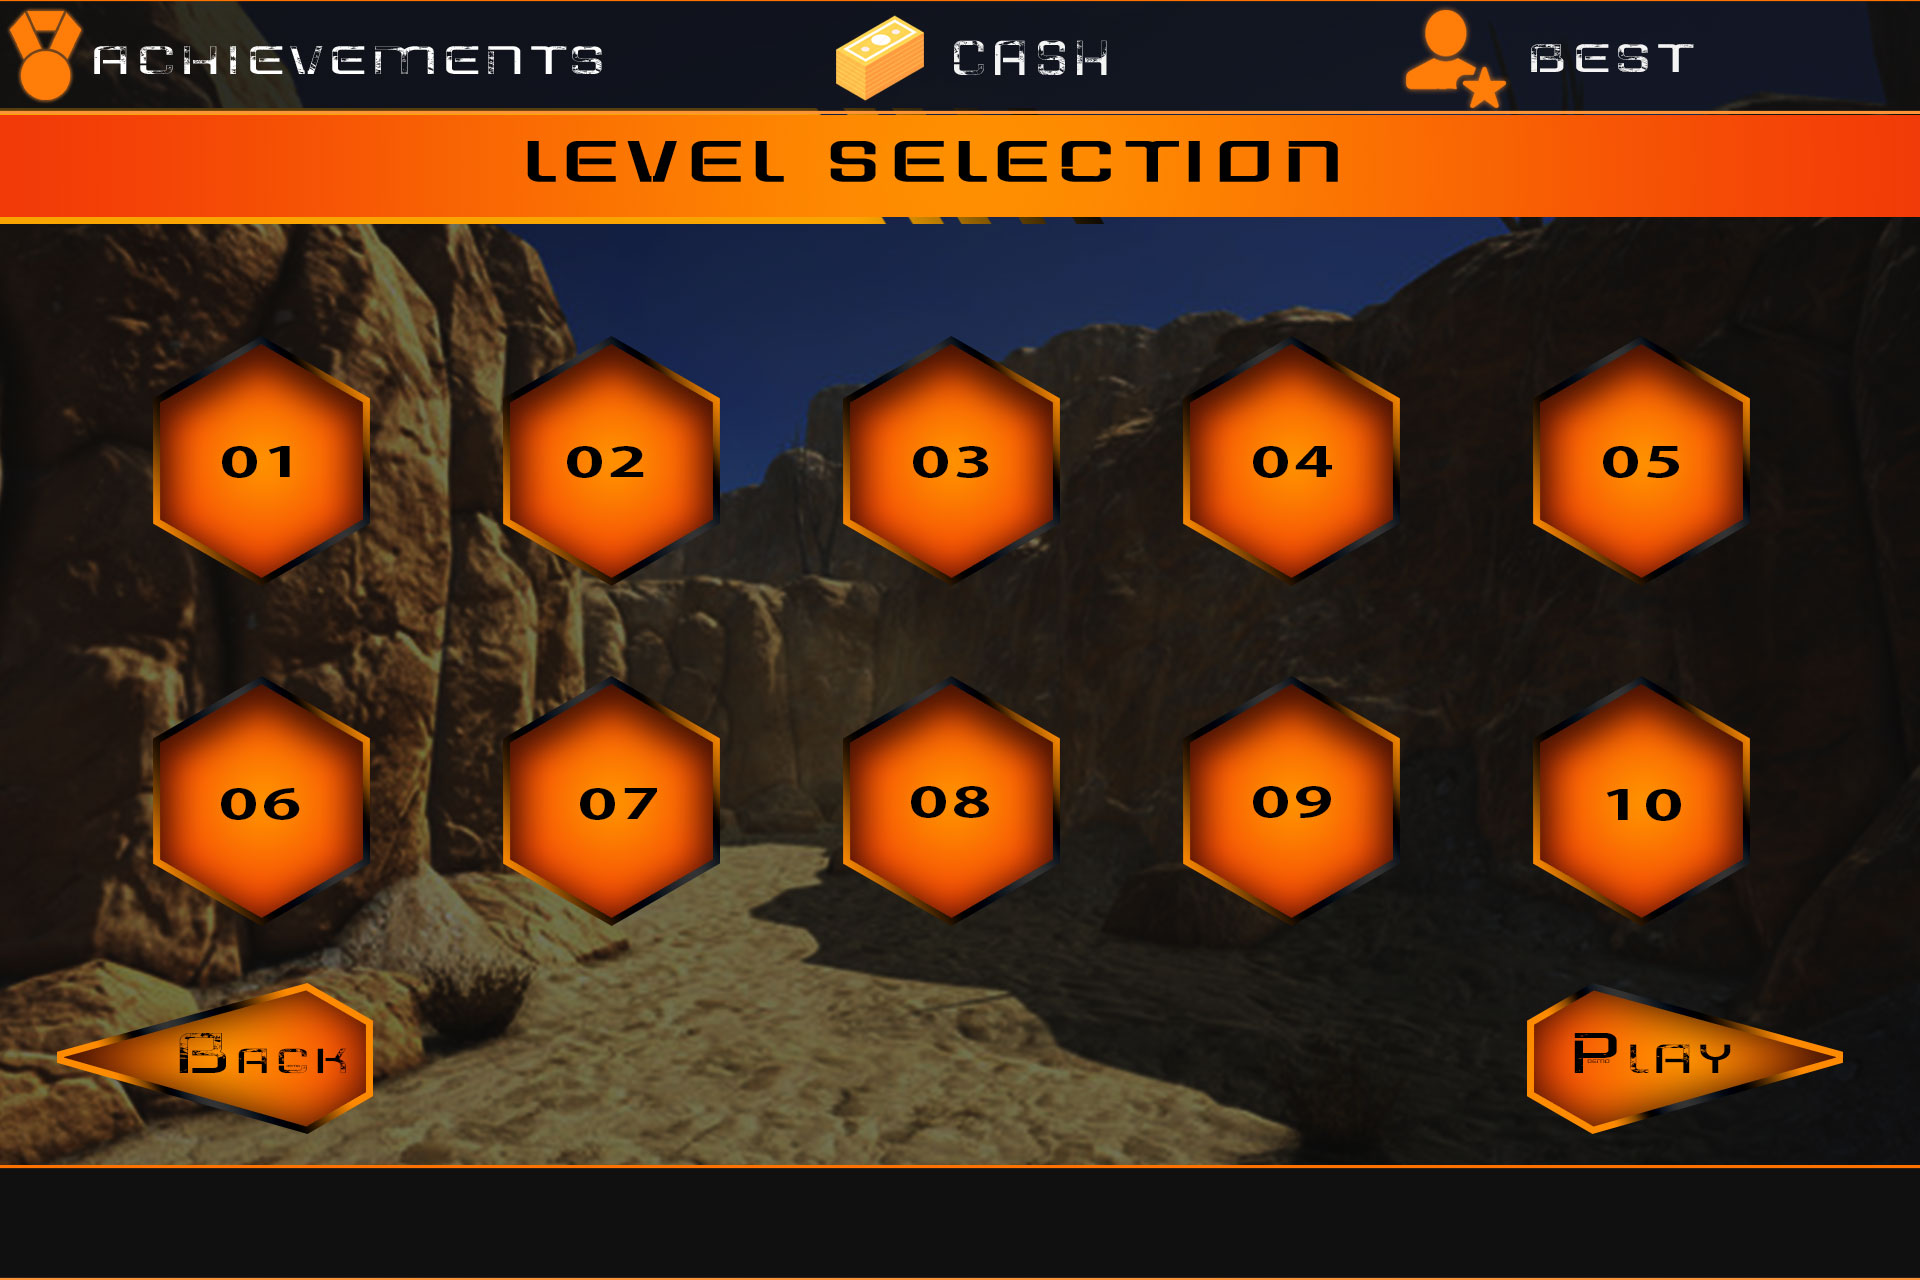 ACHIEVEMENTS CASH BEST
LEVEL SELECTION
01 02 03 04 05
06 07 08 09 10
BACK PLAY